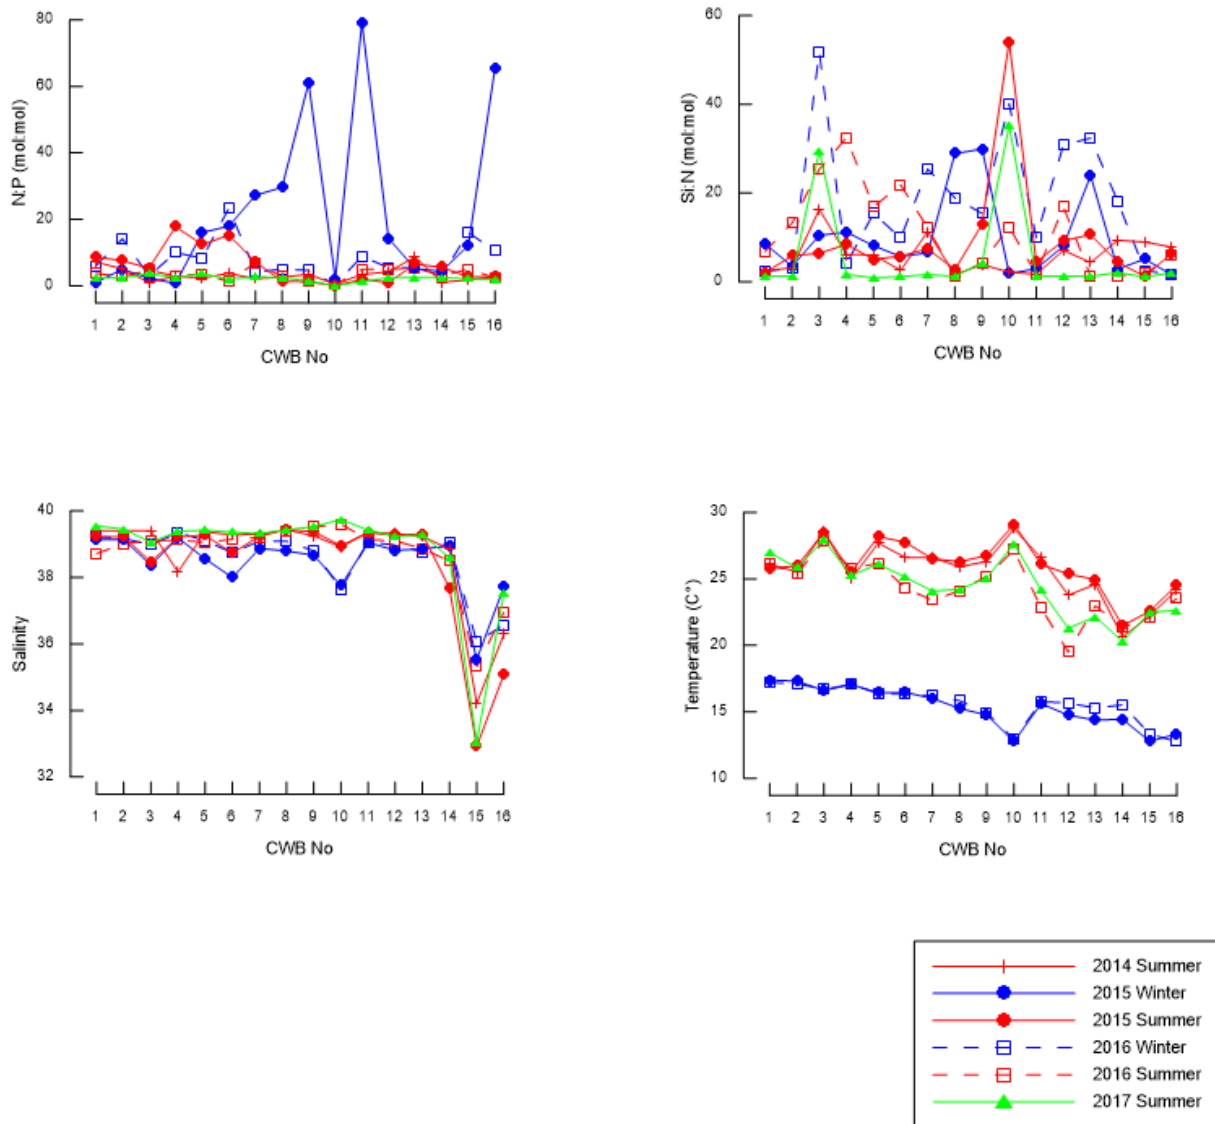 80
60
40
20
0
N:P (mol:mol)
1 2 3 4 5 6 7 8 9 10 11 12 13 14 15 16
CWB No
60
40
20
0
Si:N (mol:mol)
1 2 3 4 5 6 7 8 9 10 11 12 13 14 15 16
CWB No
40
38
36
34
32
Salinity
1 2 3 4 5 6 7 8 9 10 11 12 13 14 15 16
CWB No
30
25
20
15
10
Temperature (C°)
1 2 3 4 5 6 7 8 9 10 11 12 13 14 15 16
CWB No
2014 Summer
2015 Winter
2015 Summer
2016 Winter
2016 Summer
2017 Summer